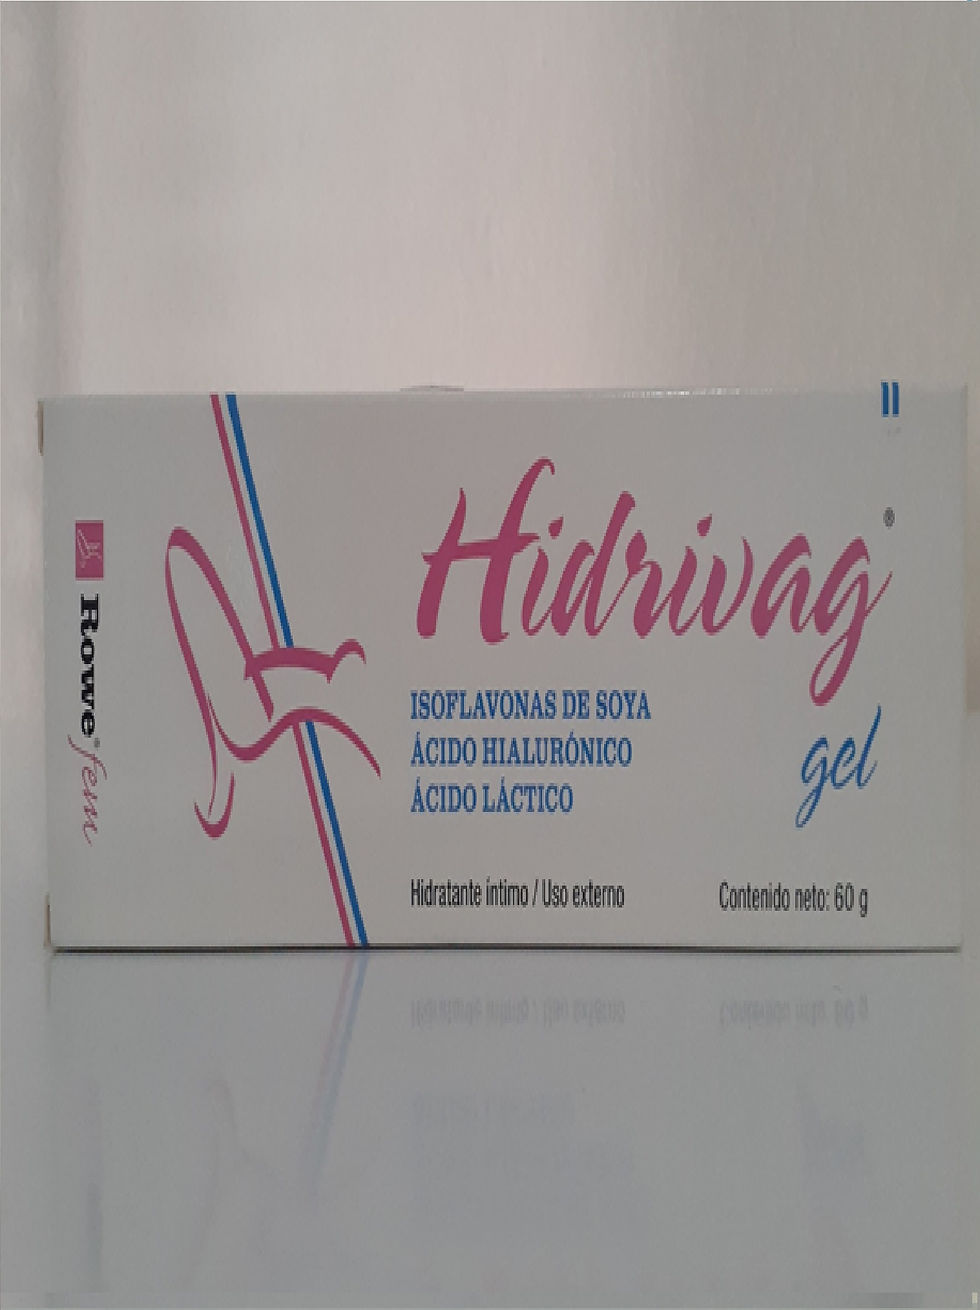 Hidrivag®
gel
ISOFLAVONAS DE SOYA
ÁCIDO HIALURÓNICO
ÁCIDO LÁCTICO
Hidratante íntimo / Uso externo
Contenido neto: 60 g
Rowe® fem